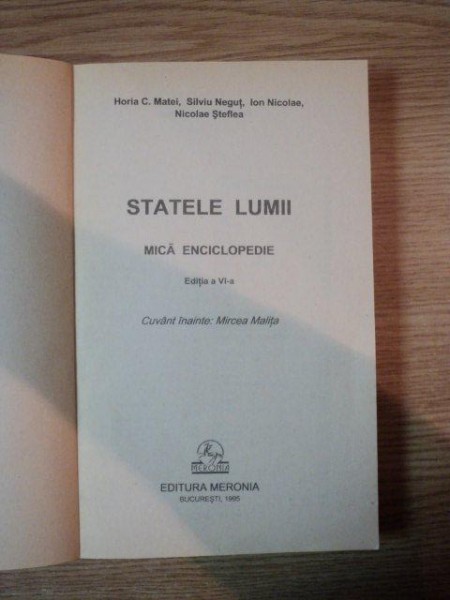 Horia C. Matei, Silviu Neguț, Ion Nicolae,
Nicolae Șteflea
STATELE LUMII
MICĂ ENCICLOPEDIE
Ediția a VI-a
Cuvânt înainte: Mircea Malița
MERONIA
EDITURA MERONIA
BUCUREȘTI, 1995